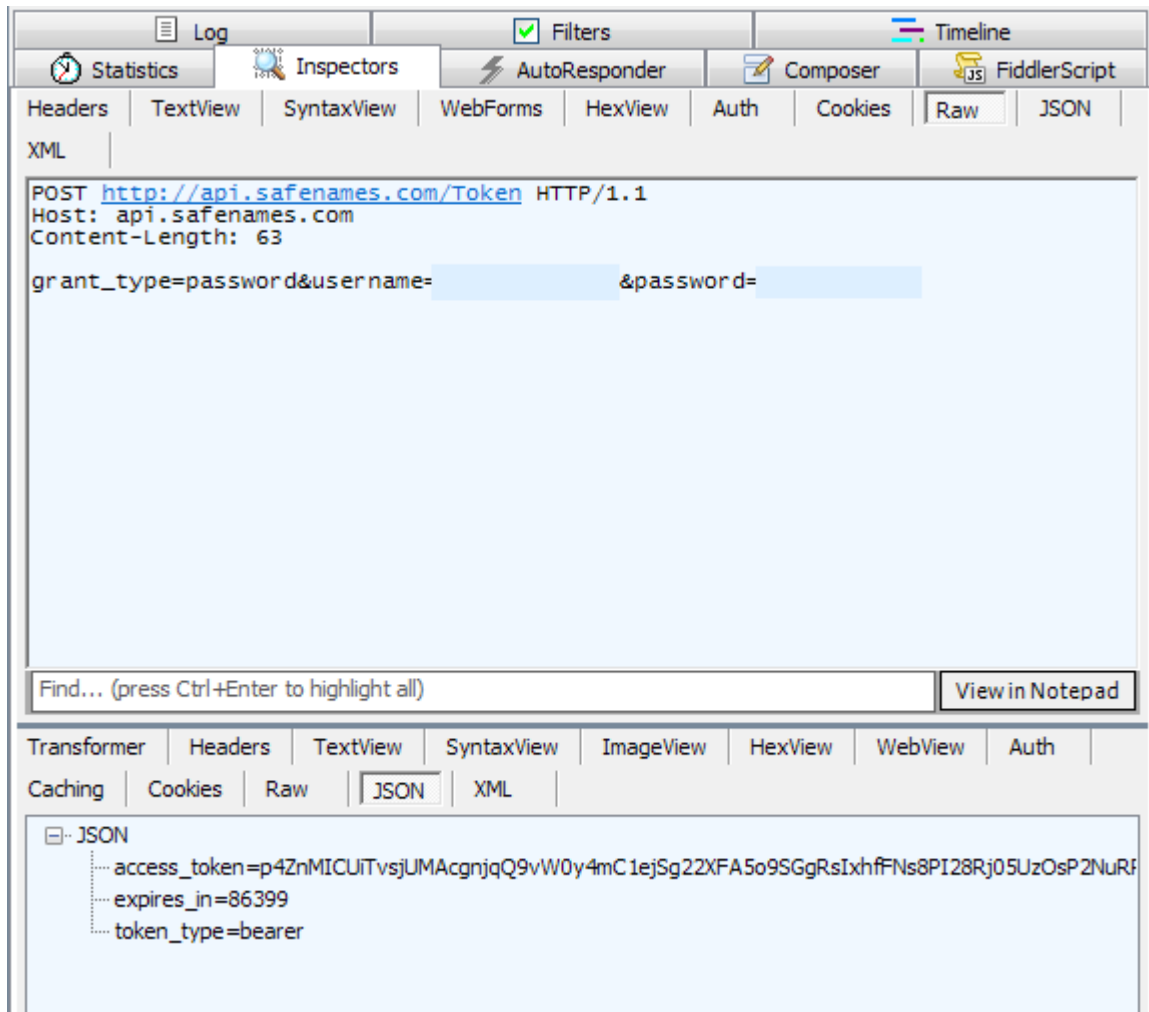 Log Filters Timeline
Statistics Inspectors AutoResponder Composer FiddlerScript
Headers TextView SyntaxView WebForms HexView Auth Cookies Raw JSON
XML
POST http://api.safenames.com/Token HTTP/1.1
Host: api.safenames.com
Content-Length: 63
grant_type=password&username= &password=
Find... (press Ctrl+Enter to highlight all) View in Notepad
Transformer Headers TextView SyntaxView ImageView HexView WebView Auth
Caching Cookies Raw JSON XML
JSON
access_token=p4ZnMICUiTvsjUMAcgnjqQ9vW0y4mC1ejSg22XFA5o9SGgRsIxhfFNs8PI28Rj05UzOsP2NuRF
expires_in=86399
token_type=bearer